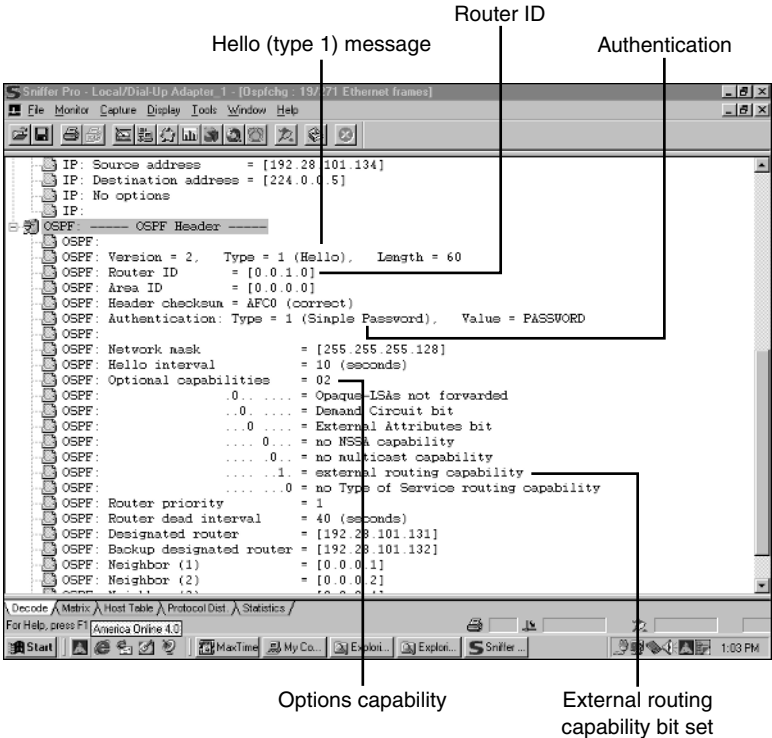 Router ID
Hello (type 1) message
Authentication
Sniffer Pro - Local/Dial-Up Adapter_1 - [Ospfchg : 19/271 Ethernet frames]
File Monitor Capture Display Tools Window Help
IP: Source address = [192.28.101.134]
IP: Destination address = [224.0.0.5]
IP: No options
IP:
OSPF: ----- OSPF Header -----
OSPF:
OSPF: Version = 2, Type = 1 (Hello), Length = 60
OSPF: Router ID = [0.0.1.0]
OSPF: Area ID = [0.0.0.0]
OSPF: Header checksum = AFC0 (correct)
OSPF: Authentication: Type = 1 (Simple Password), Value = PASSWORD
OSPF:
OSPF: Network mask = [255.255.255.128]
OSPF: Hello interval = 10 (seconds)
OSPF: Optional capabilities = 02
OSPF: .0.. .... = Opaque-LSAs not forwarded
OSPF: ..0. .... = Demand Circuit bit
OSPF: ...0 .... = External Attributes bit
OSPF: .... 0... = no NSSA capability
OSPF: .... .0.. = no multicast capability
OSPF: .... ..1. = external routing capability
OSPF: .... ...0 = no Type of Service routing capability
OSPF: Router priority = 1
OSPF: Router dead interval = 40 (seconds)
OSPF: Designated router = [192.28.101.131]
OSPF: Backup designated router = [192.28.101.132]
OSPF: Neighbor (1) = [0.0.0.1]
OSPF: Neighbor (2) = [0.0.0.2]
Decode Matrix Host Table Protocol Dist. Statistics
For Help, press F1
America Online 4.0
Start MaxTime My Co... Explori... Explori... Sniffer ... 1:03 PM
Options capability
External routing
capability bit set